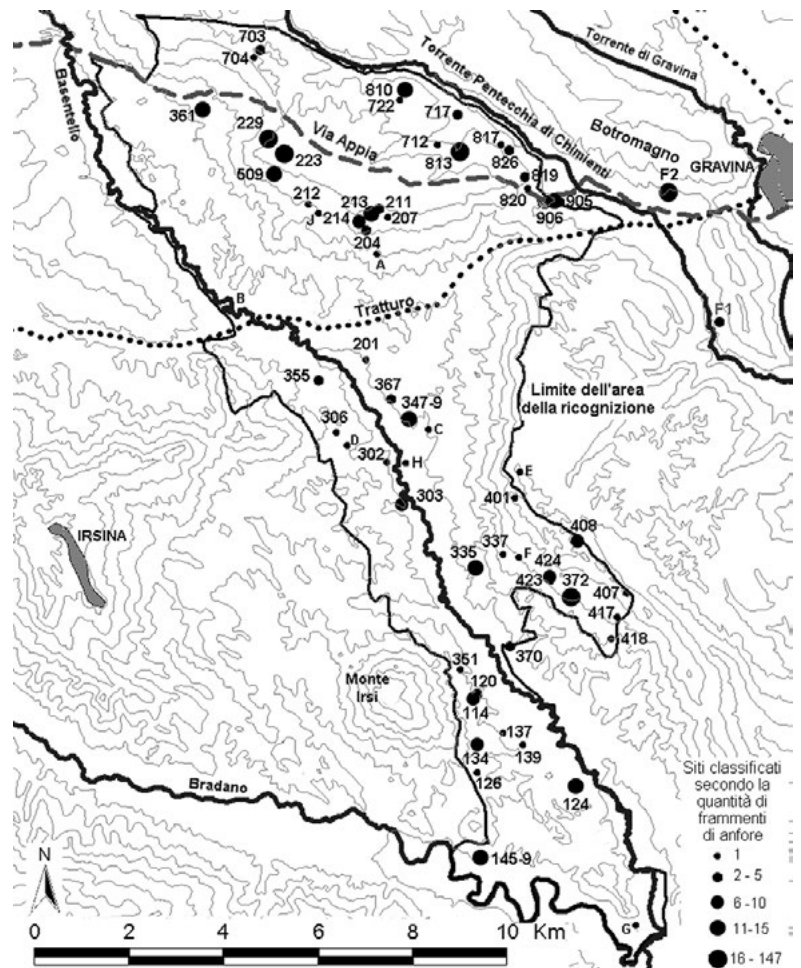 703
704
Torrente di Gravina
Basentello
810
722
Torrente Pentecchia di Chimienti
361
717
Via Appia
229
223
712
813
817
826
Botromagno
GRAVINA
F2
509
819
820
212
J
213
211
214
207
905
906
204
A
F1
B
Tratturo
201
355
367
Limite dell'area
della ricognizione
347-9
306
C
D
302
H
E
303
401
408
IRSINA
337
F
335
424
423
372
407
417
418
370
351
Monte
Irsi
120
114
137
134
139
126
Bradano
124
145-9
G
Siti classificati
secondo la
quantità di
frammenti
di anfore
1
2 - 5
6 - 10
11-15
16 - 147
N
0 2 4 6 8 10 Km